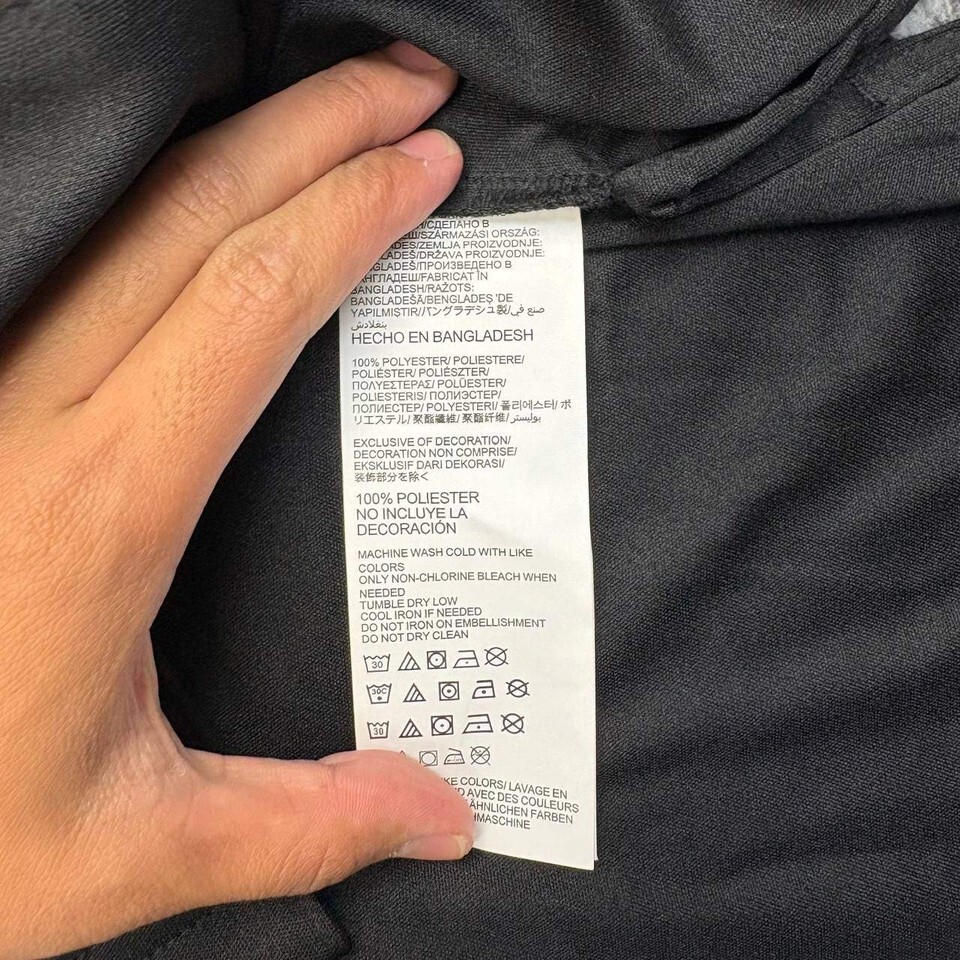 /СДЕЛАНО В
/SZÁRMAZÁSI ORSZÁG:
/ZEMLJA PROIZVODNJE:
/DRŽAVA PROIZVODNJE:
/ПРОИЗВЕДЕНО В
БАНГЛАДЕШ/FABRICAT ÎN
BANGLADESH/RAŽOTS:
BANGLADEŠĀ/BENGLADEŞ 'DE
YAPILMIŞTIR/バングラデシュ製/صنع في
بنغلادش
HECHO EN BANGLADESH
100% POLYESTER/ POLIESTERE/
POLIÉSTER/ POLIÉSZTER/
ΠΟΛΥΕΣΤΕΡΑΣ/ POLÜESTER/
POLIESTERIS/ ПОЛИЭСТЕР/
ПОЛИЕСТЕР/ POLYESTERI/ 폴리에스터/ ポ
リエステル/ 聚酯纖維/ 聚酯纤维/ بوليستر
EXCLUSIVE OF DECORATION/
DECORATION NON COMPRISE/
EKSKLUSIF DARI DEKORASI/
装飾部分を除く
100% POLIESTER
NO INCLUYE LA
DECORACIÓN
MACHINE WASH COLD WITH LIKE
COLORS
ONLY NON-CHLORINE BLEACH WHEN
NEEDED
TUMBLE DRY LOW
COOL IRON IF NEEDED
DO NOT IRON ON EMBELLISHMENT
DO NOT DRY CLEAN
30
30C
30
COLORS/ LAVAGE EN
AVEC DES COULEURS
ÄHNLICHEN FARBEN